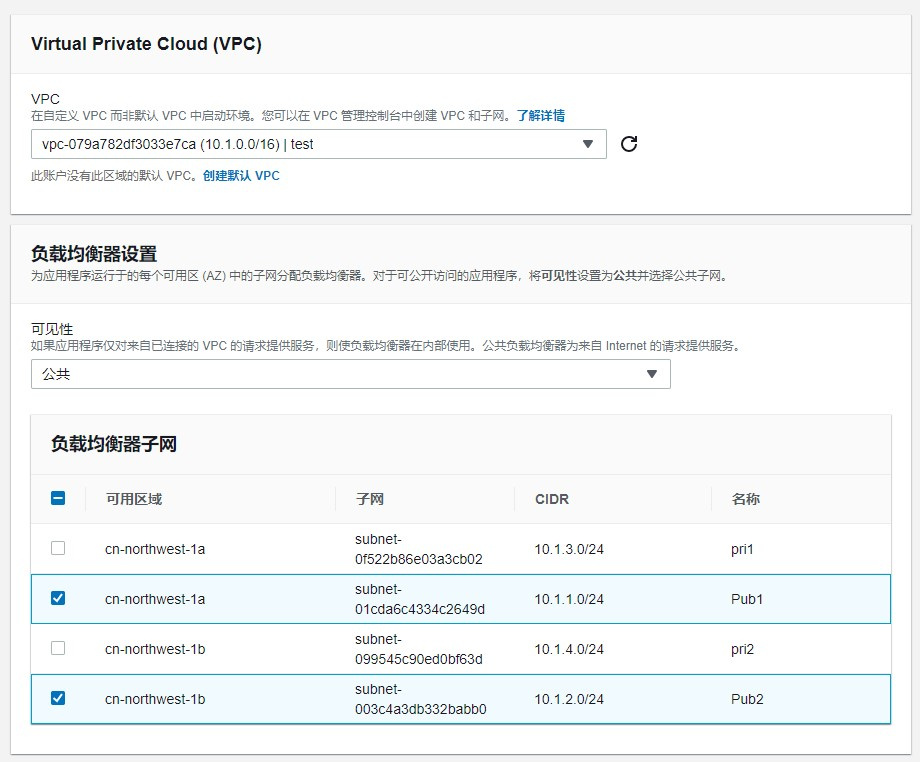 Virtual Private Cloud (VPC)
VPC
在自定义 VPC 而非默认 VPC 中启动环境。您可以在 VPC 管理控制台中创建 VPC 和子网。 了解详情
vpc-079a782df3033e7ca (10.1.0.0/16) | test
此账户没有此区域的默认 VPC。创建默认 VPC
负载均衡器设置
为应用程序运行于的每个可用区 (AZ) 中的子网分配负载均衡器。对于可公开访问的应用程序，将可见性设置为公共并选择公共子网。
可见性
如果应用程序仅对来自已连接的 VPC 的请求提供服务，则使负载均衡器在内部使用。公共负载均衡器为来自 Internet 的请求提供服务。
公共
负载均衡器子网
可用区域 子网 CIDR 名称
cn-northwest-1a subnet-0f522b86e03a3cb02 10.1.3.0/24 pri1
cn-northwest-1a subnet-01cda6c4334c2649d 10.1.1.0/24 Pub1
cn-northwest-1b subnet-099545c90ed0bf63d 10.1.4.0/24 pri2
cn-northwest-1b subnet-003c4a3db332babb0 10.1.2.0/24 Pub2